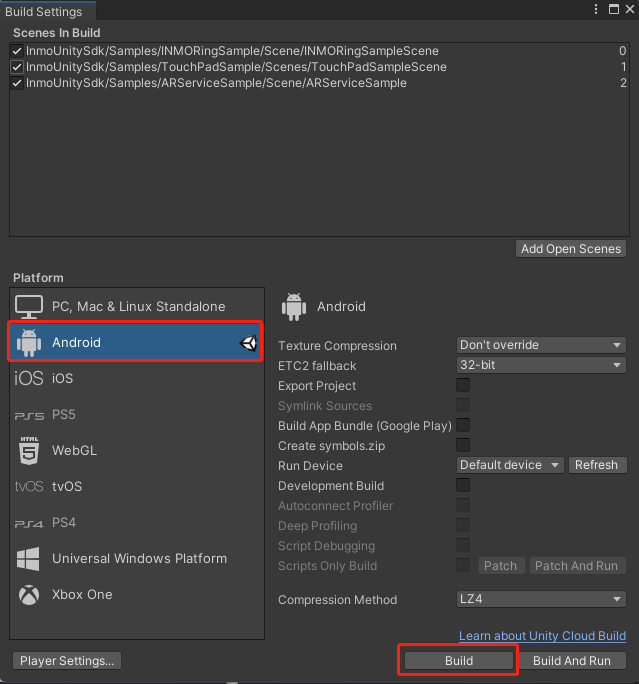 Build Settings
Scenes In Build
InmoUnitySdk/Samples/INMORingSample/Scene/INMORingSampleScene 0
InmoUnitySdk/Samples/TouchPadSample/Scenes/TouchPadSampleScene 1
InmoUnitySdk/Samples/ARServiceSample/Scene/ARServiceSample 2
Add Open Scenes
Platform
PC, Mac & Linux Standalone
Android
iOS iOS
PS5 PS5
HTML 5 WebGL
tvOS tvOS
PS4 PS4
Universal Windows Platform
Xbox One
Android
Texture Compression Don't override
ETC2 fallback 32-bit
Export Project
Symlink Sources
Build App Bundle (Google Play)
Create symbols.zip
Run Device Default device Refresh
Development Build
Autoconnect Profiler
Deep Profiling
Script Debugging
Scripts Only Build Patch Patch And Run
Compression Method LZ4
Learn about Unity Cloud Build
Player Settings... Build Build And Run